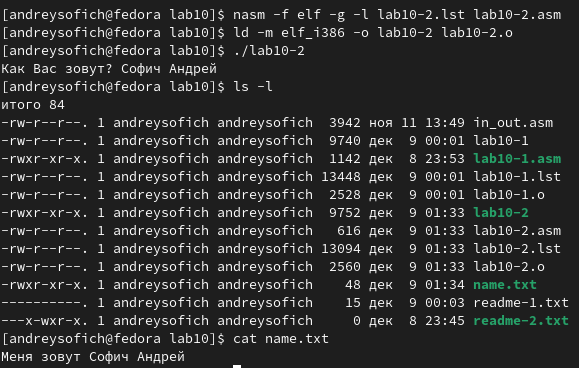 [andreysofich@fedora lab10]$ nasm -f elf -g -l lab10-2.lst lab10-2.asm
[andreysofich@fedora lab10]$ ld -m elf_i386 -o lab10-2 lab10-2.o
[andreysofich@fedora lab10]$ ./lab10-2
Как Вас зовут? Софич Андрей
[andreysofich@fedora lab10]$ ls -l
итого 84
-rw-r--r--. 1 andreysofich andreysofich  3942 ноя 11 13:49 in_out.asm
-rw-r--r--. 1 andreysofich andreysofich  9740 дек  9 00:01 lab10-1
-rwxr-xr-x. 1 andreysofich andreysofich  1142 дек  8 23:53 lab10-1.asm
-rw-r--r--. 1 andreysofich andreysofich 13448 дек  9 00:01 lab10-1.lst
-rw-r--r--. 1 andreysofich andreysofich  2528 дек  9 00:01 lab10-1.o
-rwxr-xr-x. 1 andreysofich andreysofich  9752 дек  9 01:33 lab10-2
-rw-r--r--. 1 andreysofich andreysofich   616 дек  9 01:33 lab10-2.asm
-rw-r--r--. 1 andreysofich andreysofich 13094 дек  9 01:33 lab10-2.lst
-rw-r--r--. 1 andreysofich andreysofich  2560 дек  9 01:33 lab10-2.o
-rwxr-xr-x. 1 andreysofich andreysofich    48 дек  9 01:34 name.txt
----------. 1 andreysofich andreysofich    15 дек  9 00:03 readme-1.txt
---x-wxr-x. 1 andreysofich andreysofich     0 дек  8 23:45 readme-2.txt
[andreysofich@fedora lab10]$ cat name.txt
Меня зовут Софич Андрей